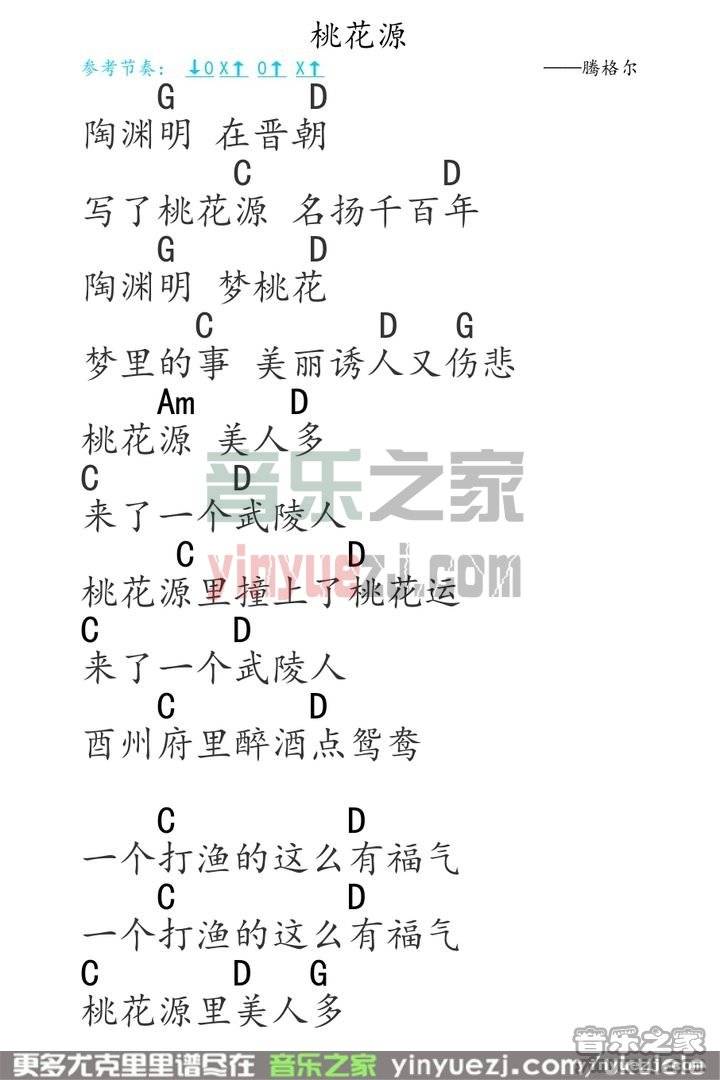 桃花源
参考节奏： ↓O X↑ O↑ X↑ ——腾格尔
G D
陶渊明 在晋朝
C D
写了桃花源 名扬千百年
G D
陶渊明 梦桃花
C D G
梦里的事 美丽诱人又伤悲
Am D
桃花源 美人多
C D
来了一个武陵人
C D
桃花源里撞上了桃花运
C D
来了一个武陵人
C D
酉州府里醉酒点鸳鸯
C D
一个打渔的这么有福气
C D
一个打渔的这么有福气
C D G
桃花源里美人多
音乐之家
yinyuezj.com
更多尤克里里谱尽在 音乐之家 yinyuezj.com/ukulele
音乐之家
yinyuezj.com